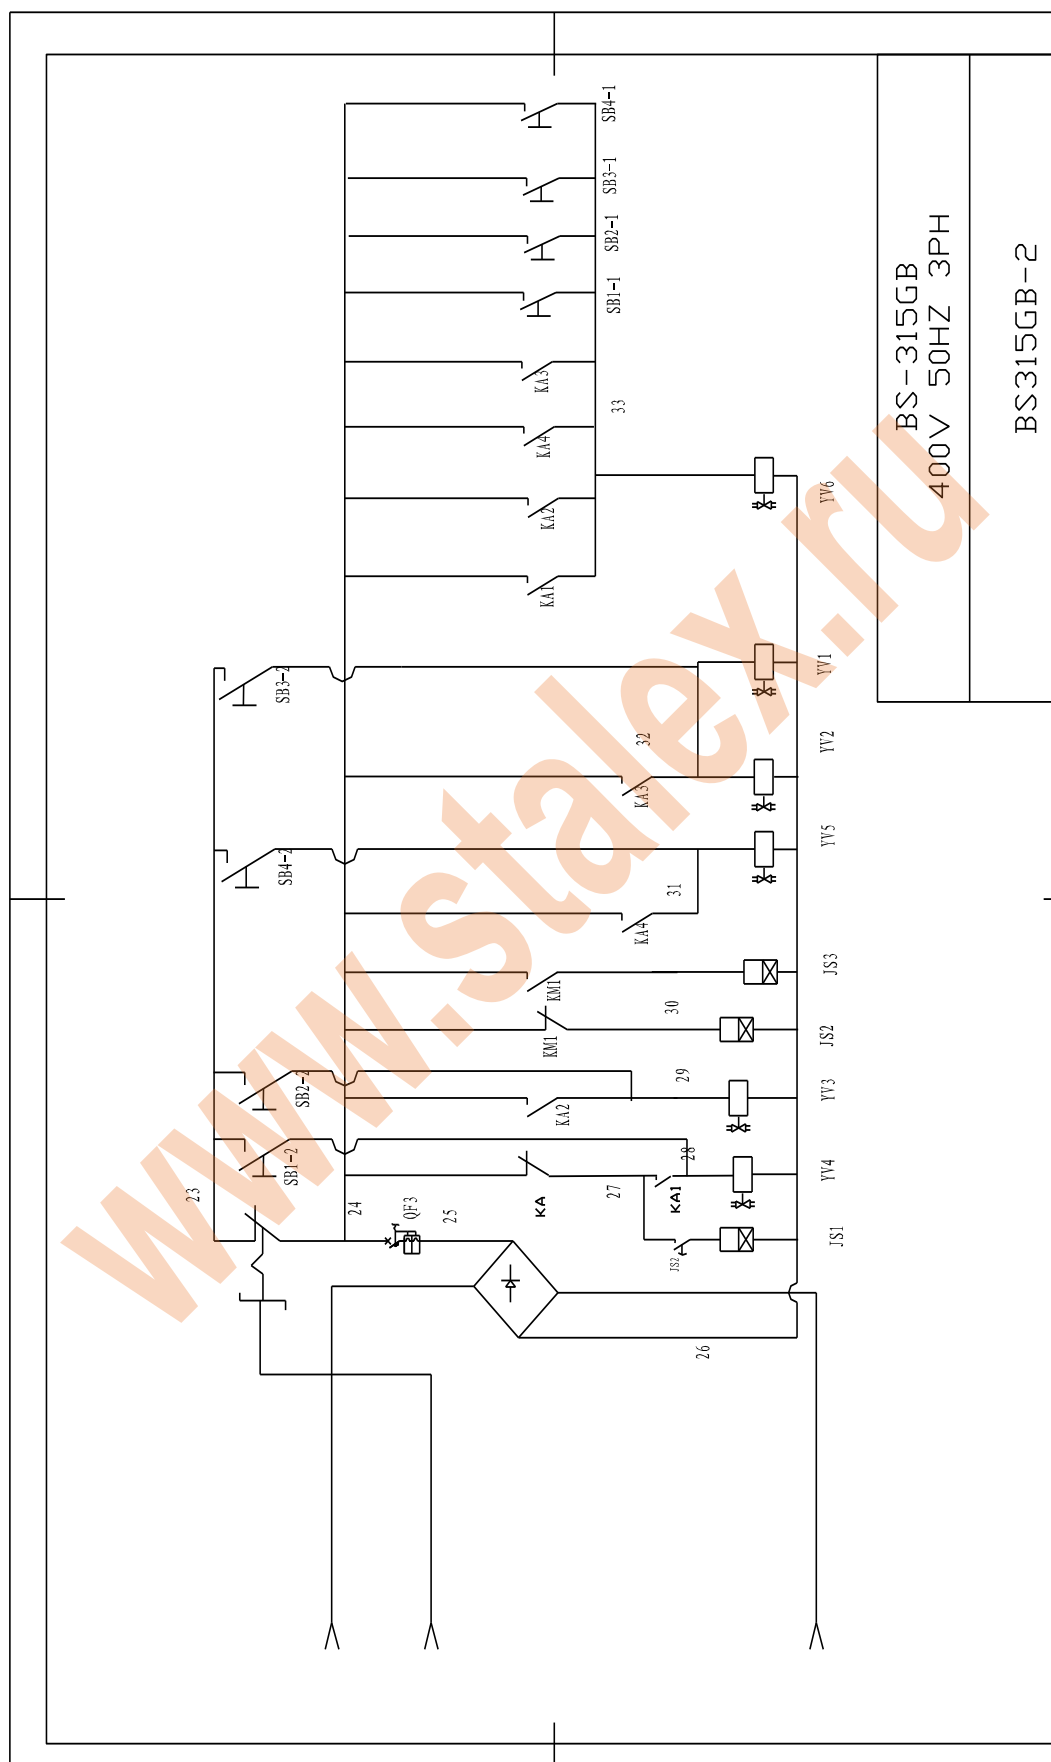 23
24
QF3
25
26
SB1-2
SB2-2
SB4-2
SB3-2
KA
27
KA1
28
JS2
KA2
29
KM1
KM1
30
KA4
31
KA3
32
KA1
KA2
KA4
KA3
33
SB1-1
SB2-1
SB3-1
SB4-1
JS1
YV4
YV3
JS2
JS3
YV5
YV2
YV1
YV6
BS-315GB
400V 50HZ 3PH
BS315GB-2
www.stalex.ru